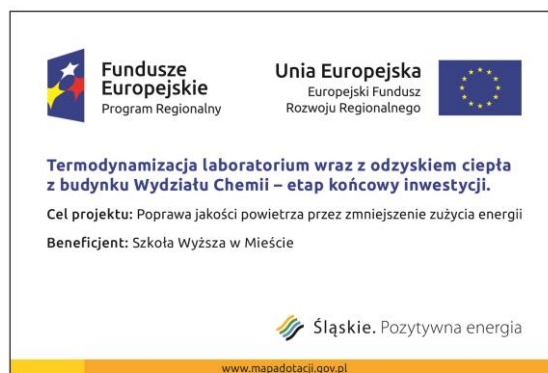 Fundusze
Europejskie
Program Regionalny
Unia Europejska
Europejski Fundusz
Rozwoju Regionalnego
Termodynamizacja laboratorium wraz z odzyskiem ciepła
z budynku Wydziału Chemii – etap końcowy inwestycji.
Cel projektu: Poprawa jakości powietrza przez zmniejszenie zużycia energii
Beneficjent: Szkoła Wyższa w Mieście
Śląskie. Pozytywna energia
www.mapadotacji.gov.pl